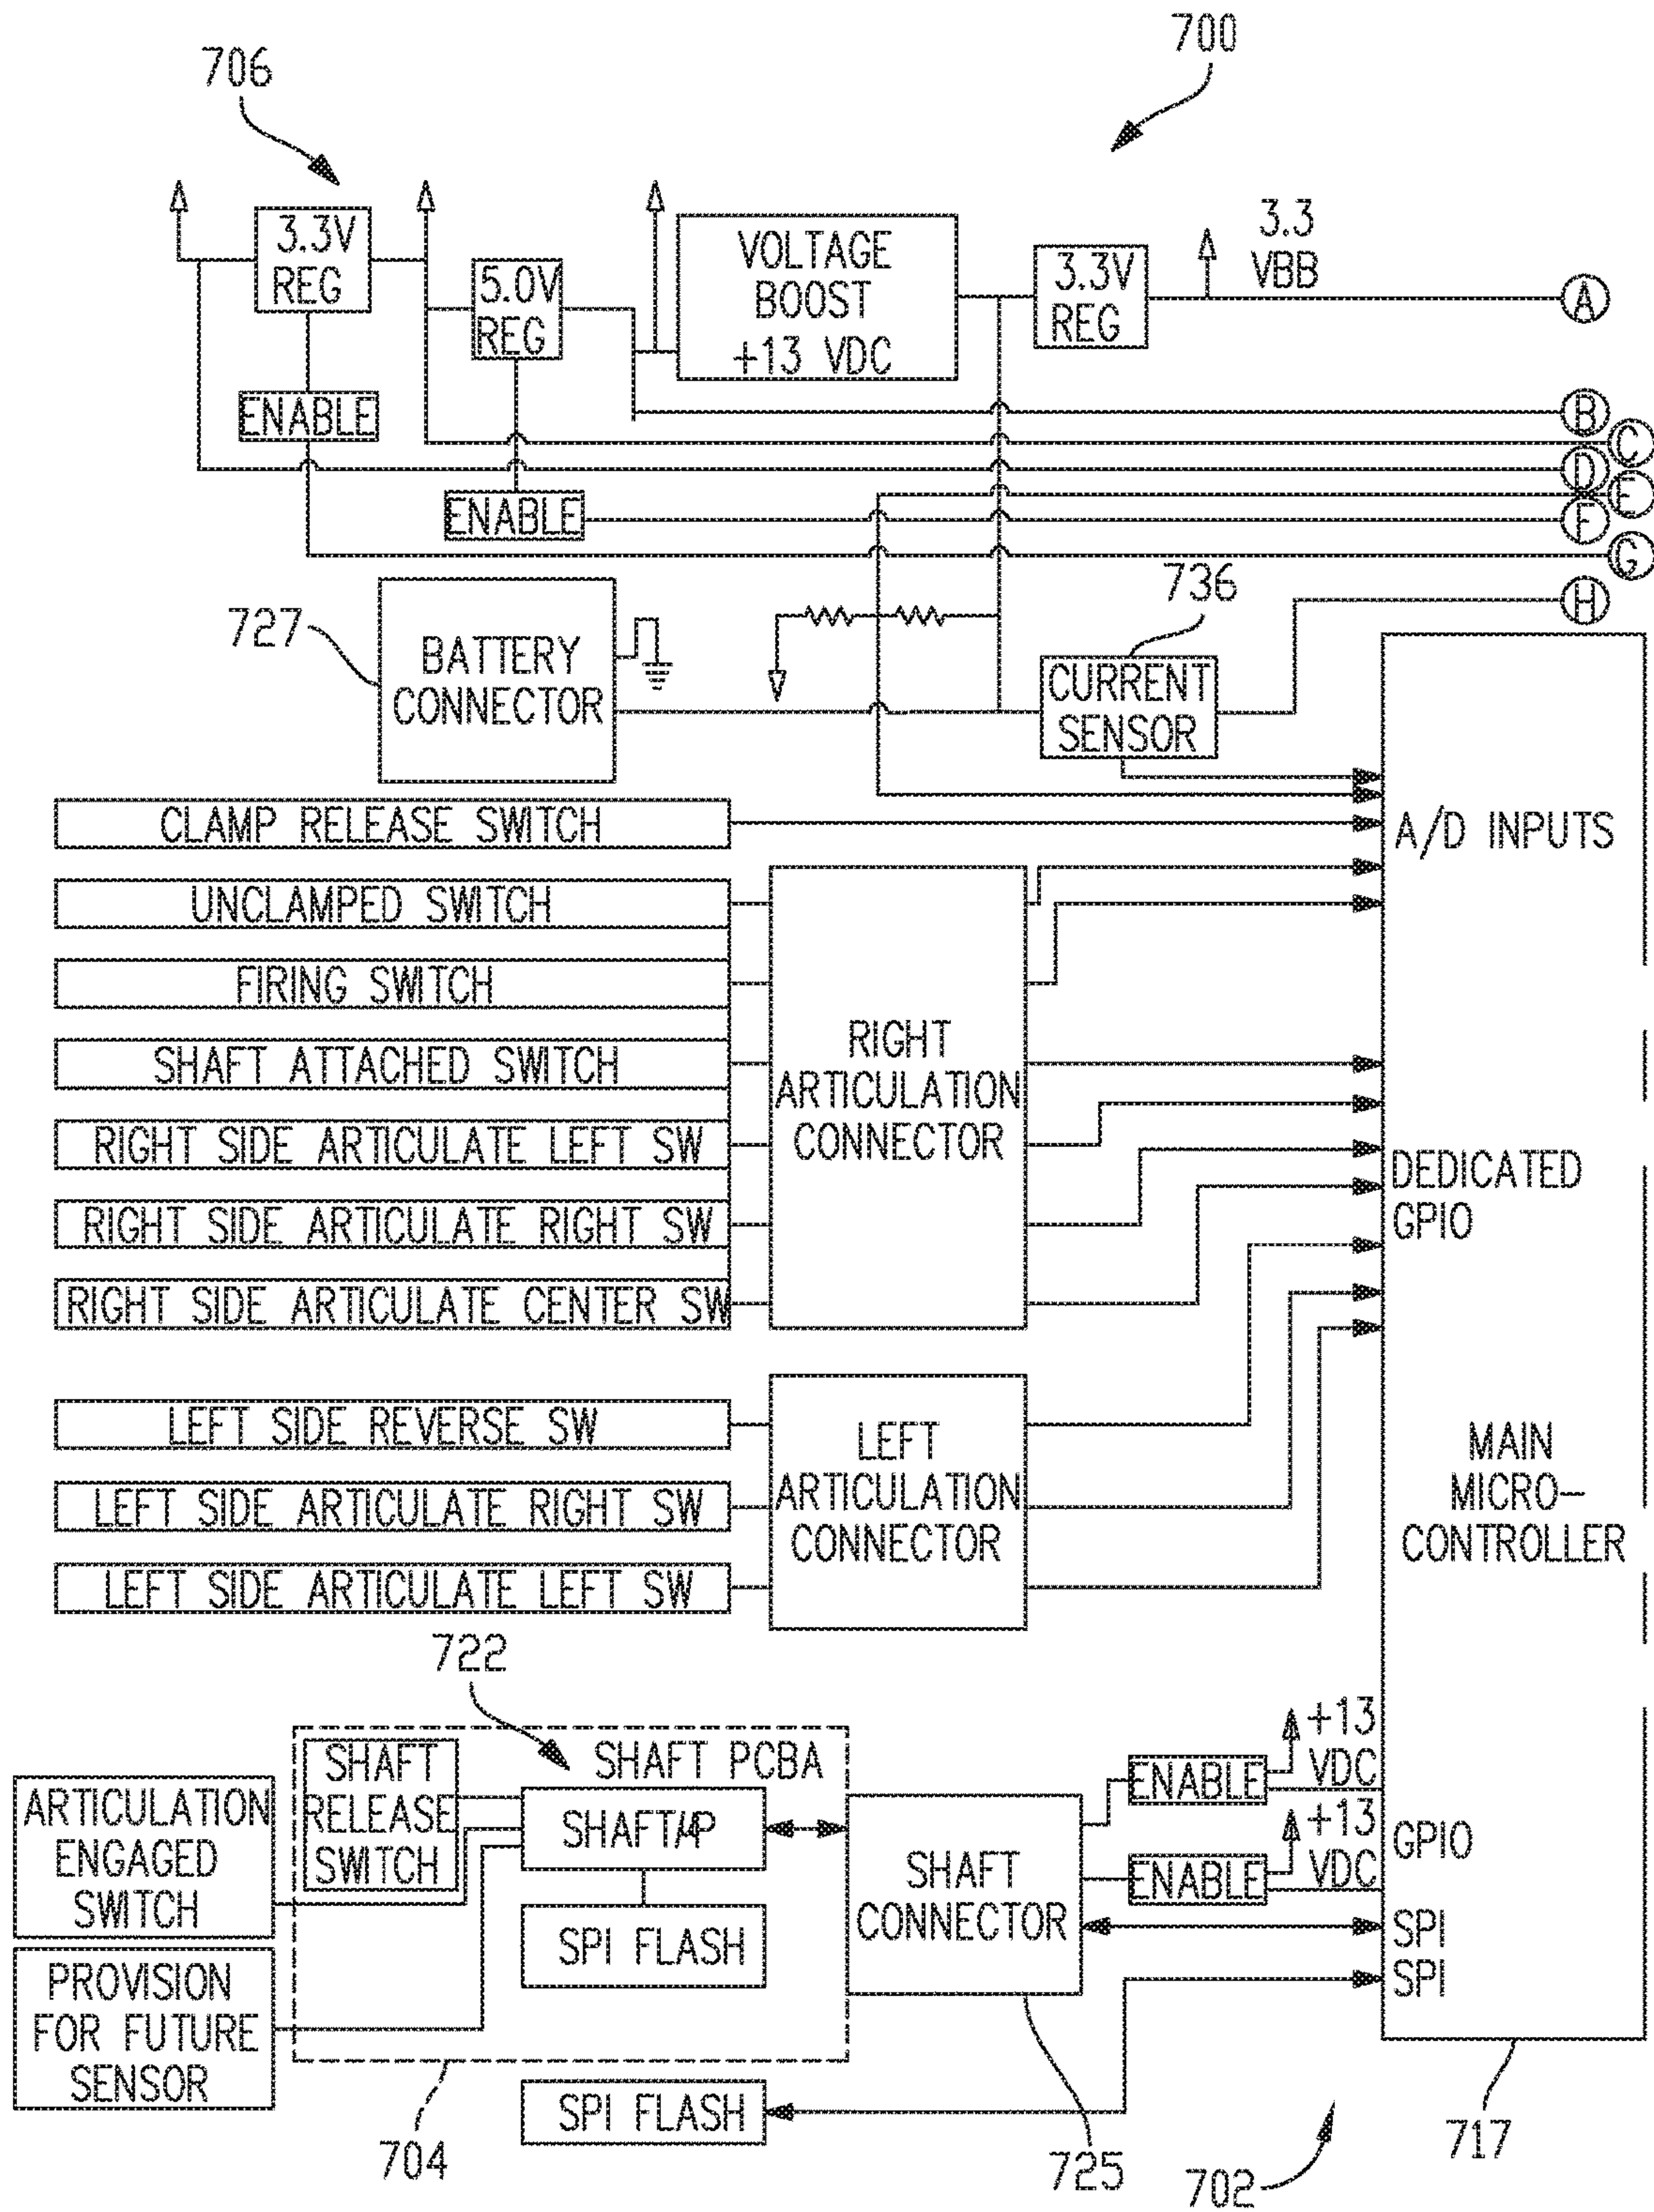 700
706
3.3V
REG
5.0V
REG
VOLTAGE
BOOST
+13 VDC
3.3V
REG
3.3
VBB
A
ENABLE
B
C
D
E
ENABLE
F
G
H
727
BATTERY
CONNECTOR
736
CURRENT
SENSOR
CLAMP RELEASE SWITCH
A/D INPUTS
UNCLAMPED SWITCH
FIRING SWITCH
SHAFT ATTACHED SWITCH
RIGHT SIDE ARTICULATE LEFT SW
RIGHT SIDE ARTICULATE RIGHT SW
RIGHT SIDE ARTICULATE CENTER SW
RIGHT
ARTICULATION
CONNECTOR
DEDICATED
GPIO
LEFT SIDE REVERSE SW
LEFT SIDE ARTICULATE RIGHT SW
LEFT SIDE ARTICULATE LEFT SW
LEFT
ARTICULATION
CONNECTOR
MAIN
MICRO-
CONTROLLER
722
SHAFT PCBA
SHAFT
RELEASE
SWITCH
SHAFT μP
SPI FLASH
ARTICULATION
ENGAGED
SWITCH
PROVISION
FOR FUTURE
SENSOR
SHAFT
CONNECTOR
ENABLE
+13
VDC
ENABLE
+13
VDC
GPIO
SPI
SPI
SPI FLASH
704
725
702
717